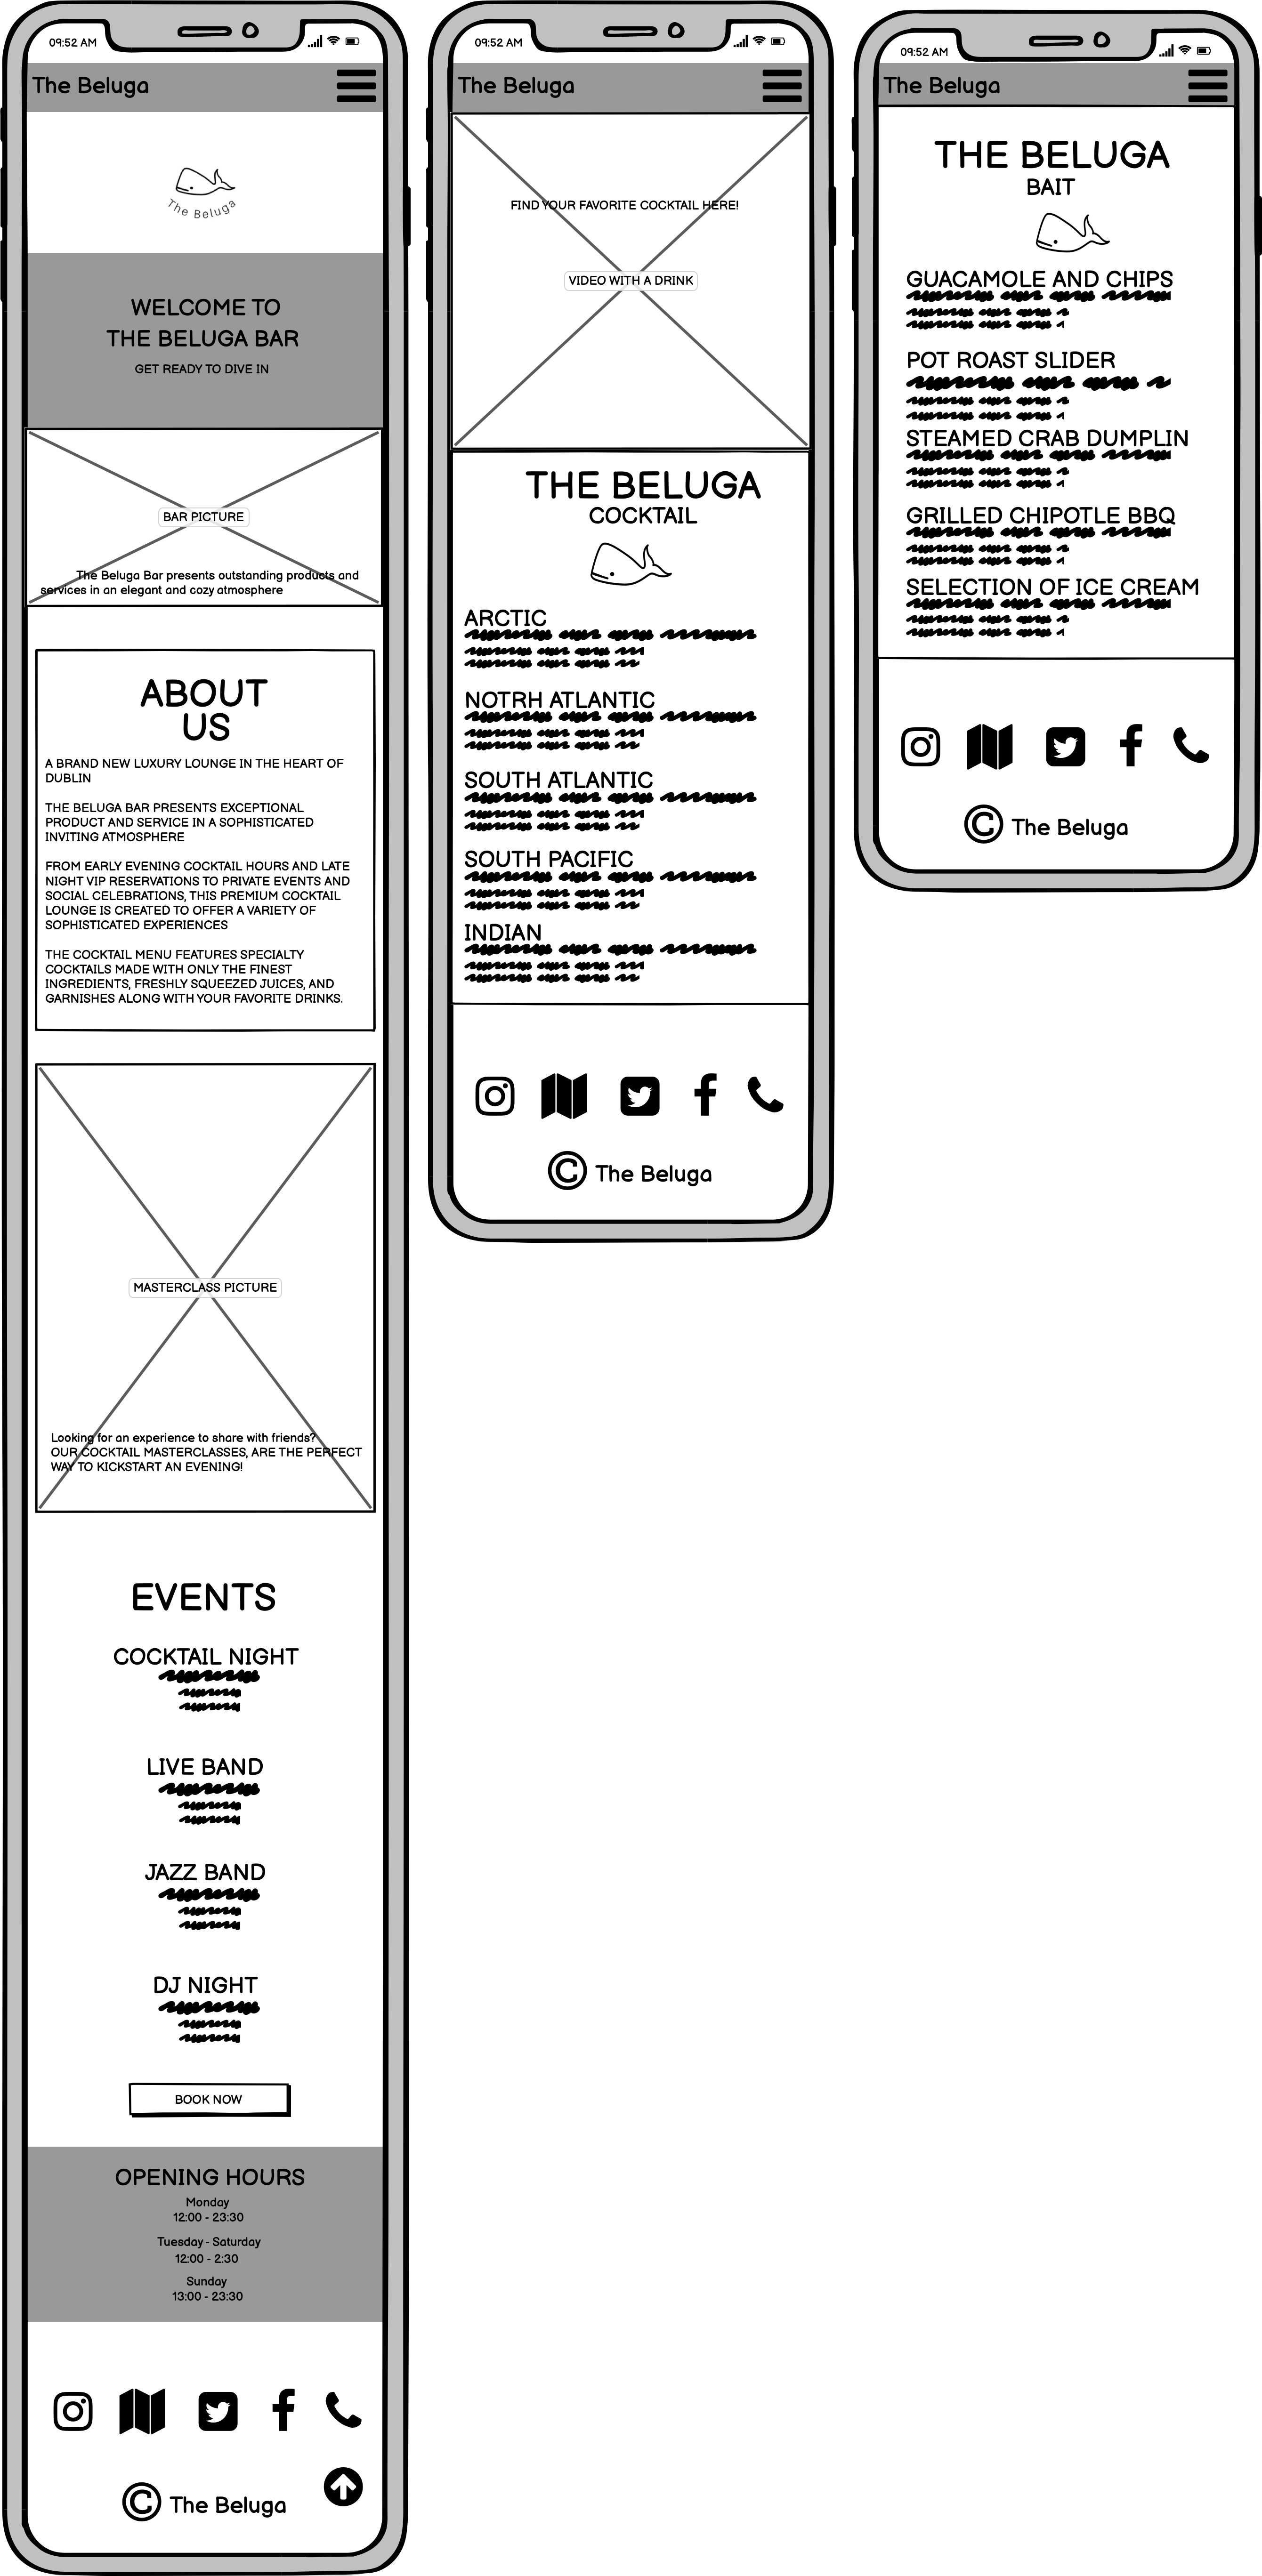 09:52 AM
The Beluga
The Beluga
WELCOME TO
THE BELUGA BAR
GET READY TO DIVE IN
BAR PICTURE
The Beluga Bar presents outstanding products and
services in an elegant and cozy atmosphere
ABOUT
US
A BRAND NEW LUXURY LOUNGE IN THE HEART OF
DUBLIN
THE BELUGA BAR PRESENTS EXCEPTIONAL
PRODUCT AND SERVICE IN A SOPHISTICATED
INVITING ATMOSPHERE
FROM EARLY EVENING COCKTAIL HOURS AND LATE
NIGHT VIP RESERVATIONS TO PRIVATE EVENTS AND
SOCIAL CELEBRATIONS, THIS PREMIUM COCKTAIL
LOUNGE IS CREATED TO OFFER A VARIETY OF
SOPHISTICATED EXPERIENCES
THE COCKTAIL MENU FEATURES SPECIALTY
COCKTAILS MADE WITH ONLY THE FINEST
INGREDIENTS, FRESHLY SQUEEZED JUICES, AND
GARNISHES ALONG WITH YOUR FAVORITE DRINKS.
MASTERCLASS PICTURE
Looking for an experience to share with friends?
OUR COCKTAIL MASTERCLASSES, ARE THE PERFECT
WAY TO KICKSTART AN EVENING!
EVENTS
COCKTAIL NIGHT
LIVE BAND
JAZZ BAND
DJ NIGHT
BOOK NOW
OPENING HOURS
Monday
12:00 - 23:30
Tuesday - Saturday
12:00 - 2:30
Sunday
13:00 - 23:30
© The Beluga
09:52 AM
The Beluga
FIND YOUR FAVORITE COCKTAIL HERE!
VIDEO WITH A DRINK
THE BELUGA
COCKTAIL
ARCTIC
NOTRH ATLANTIC
SOUTH ATLANTIC
SOUTH PACIFIC
INDIAN
© The Beluga
09:52 AM
The Beluga
THE BELUGA
BAIT
GUACAMOLE AND CHIPS
POT ROAST SLIDER
STEAMED CRAB DUMPLIN
GRILLED CHIPOTLE BBQ
SELECTION OF ICE CREAM
© The Beluga